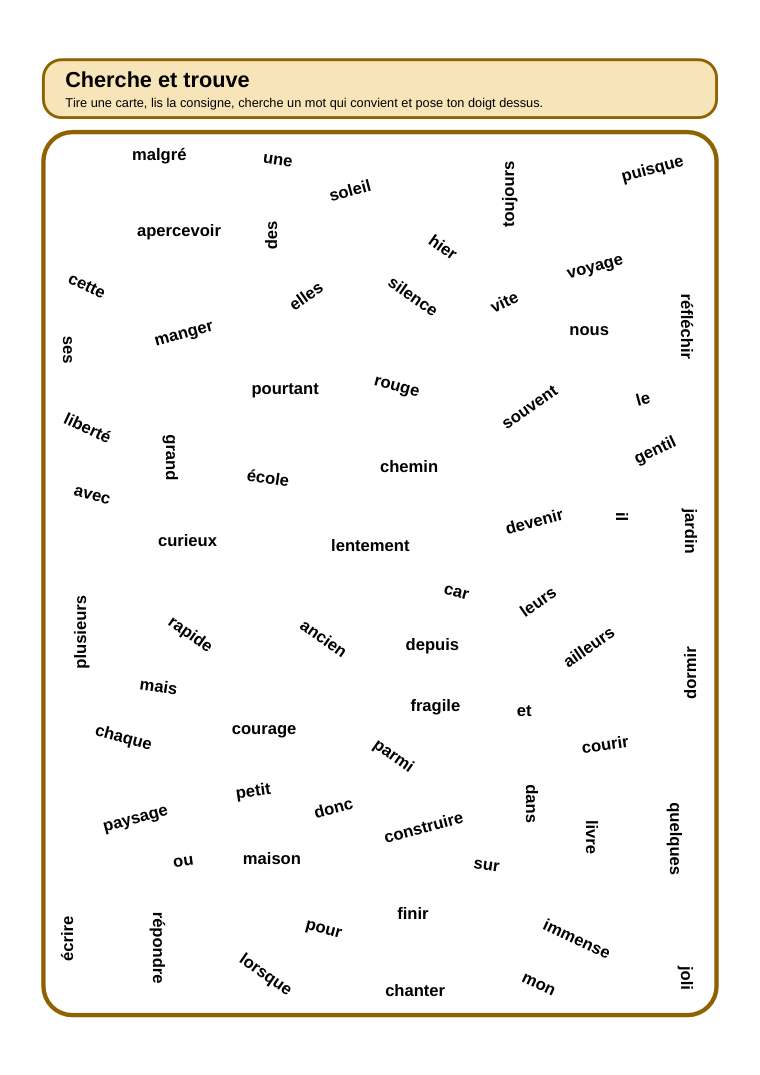 Cherche et trouve
Tire une carte, lis la consigne, cherche un mot qui convient et pose ton doigt dessus.
malgré
une
soleil
toujours
puisque
apercevoir
des
hier
voyage
cette
elles
silence
vite
réfléchir
manger
nous
ses
pourtant
rouge
souvent
le
liberté
grand
école
chemin
gentil
avec
curieux
lentement
devenir
il
jardin
car
leurs
plusieurs
rapide
ancien
depuis
ailleurs
dormir
mais
fragile
et
chaque
courage
parmi
courir
petit
donc
dans
paysage
construire
livre
quelques
ou
maison
sur
écrire
répondre
pour
finir
immense
lorsque
chanter
mon
joli